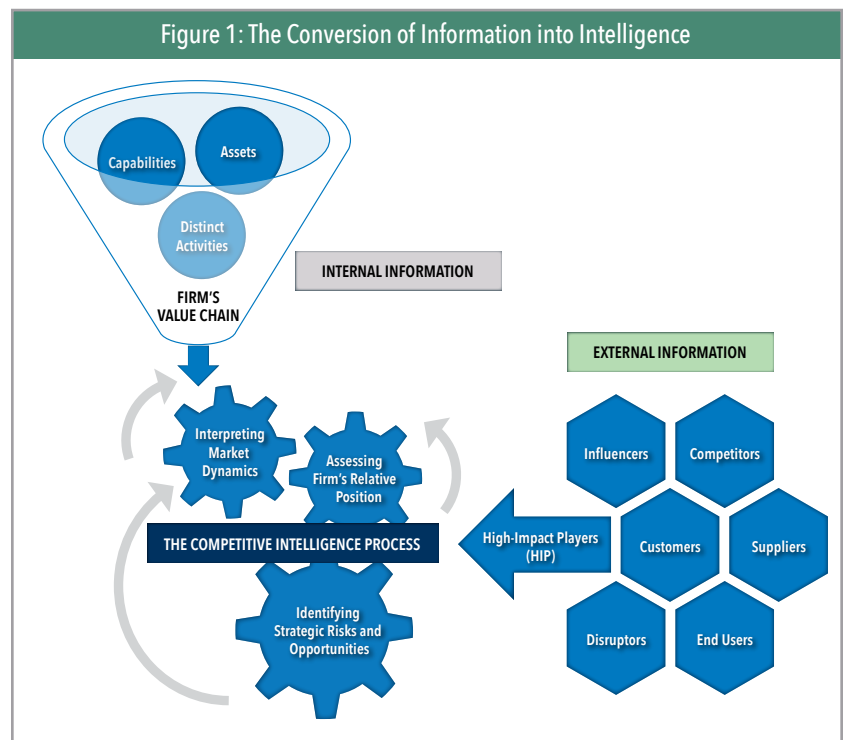 Figure 1: The Conversion of Information into Intelligence
Capabilities
Assets
Distinct
Activities
FIRM'S
VALUE CHAIN
INTERNAL INFORMATION
EXTERNAL INFORMATION
Interpreting
Market
Dynamics
Assessing
Firm's Relative
Position
THE COMPETITIVE INTELLIGENCE PROCESS
Identifying
Strategic Risks and
Opportunities
High-Impact Players
(HIP)
Influencers
Competitors
Customers
Suppliers
Disruptors
End Users